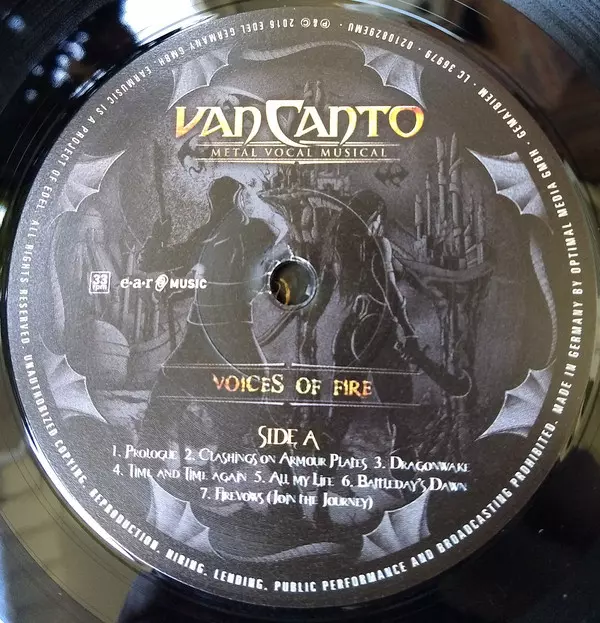 VAN CANTO
METAL VOCAL MUSICAL
33
e·a·r MUSIC
VOICES OF FIRE
SIDE A
1. Prologue 2. Clashings on Armour Plates 3. Dragonwake
4. Time and Time again 5. All my Life 6. Battleday's Dawn
7. Firevows (Join the Journey)
℗&© 2016 EDEL GERMANY GMBH. EARMUSIC IS A PROJECT OF EDEL. ALL RIGHTS RESERVED. UNAUTHORIZED COPYING, REPRODUCTION, HIRING, LENDING, PUBLIC PERFORMANCE AND BROADCASTING PROHIBITED. MADE IN GERMANY BY OPTIMAL MEDIA GMBH · GEMA/BIEM · LC 36979 · 0210829EMU ·